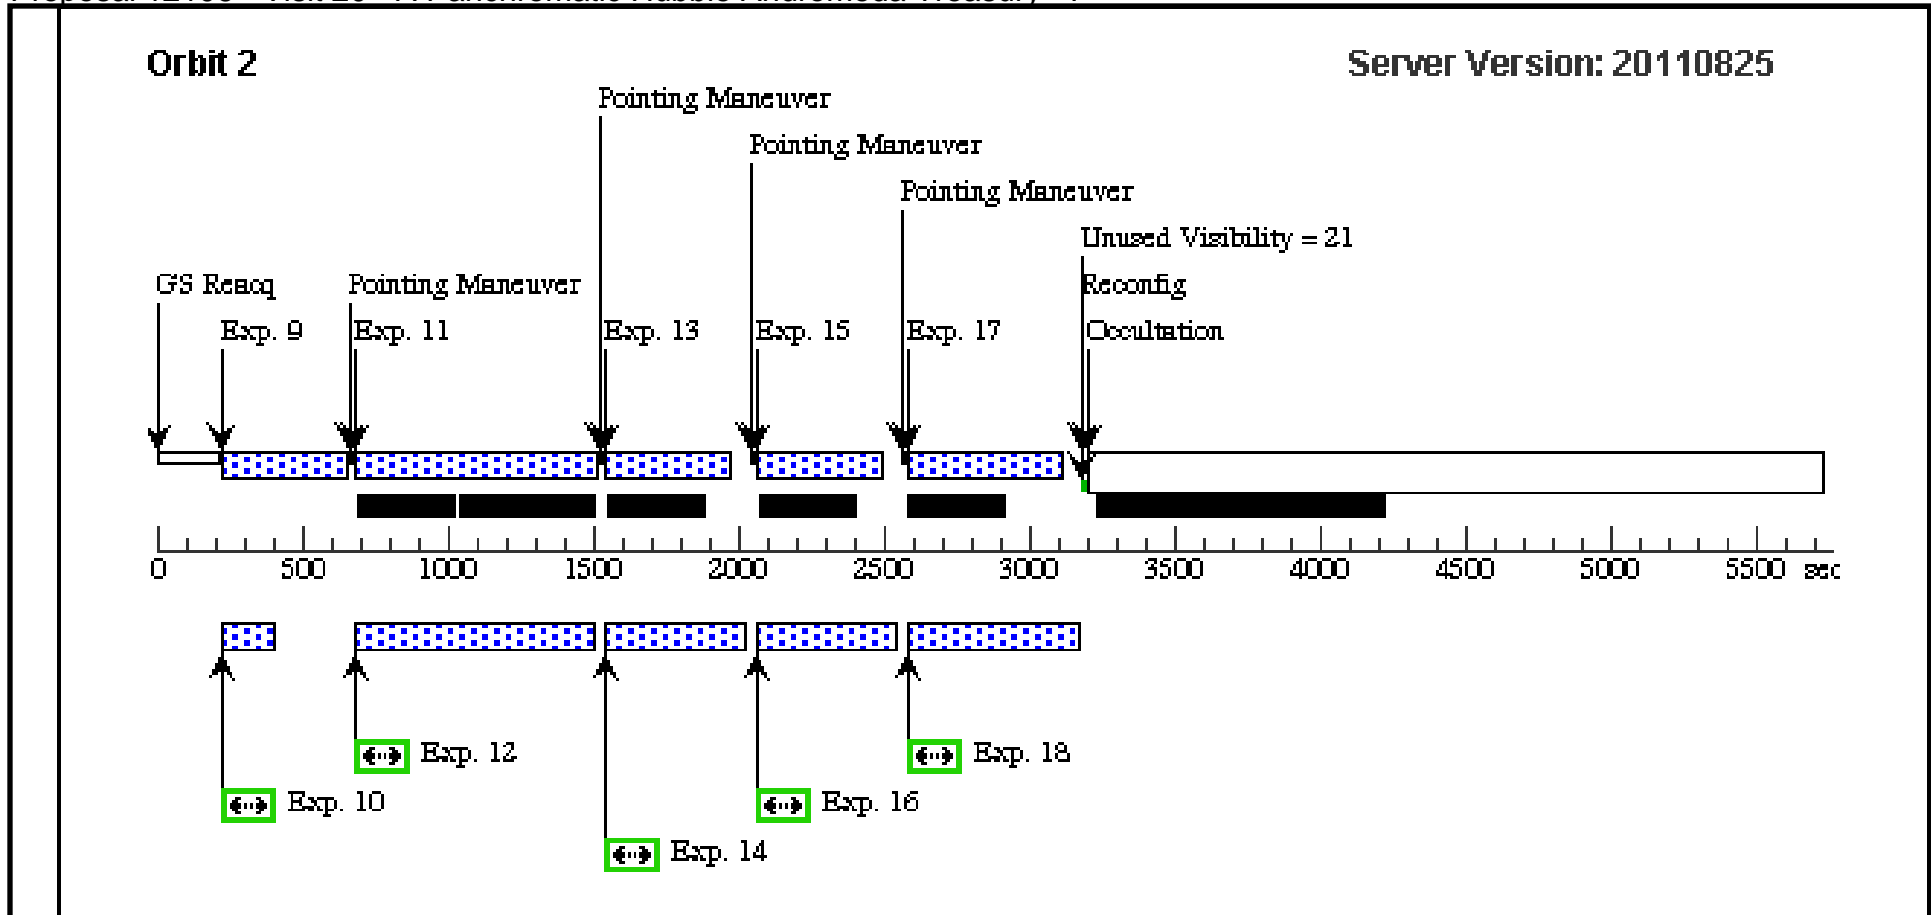 Orbit 2
Server Version: 20110825
Pointing Maneuver
Pointing Maneuver
Pointing Maneuver
Unused Visibility = 21
GS Reacq
Pointing Maneuver
Reconfig
Exp. 9
Exp. 11
Exp. 13
Exp. 15
Exp. 17
Occultation
0 500 1000 1500 2000 2500 3000 3500 4000 4500 5000 5500 sec
Exp. 12
Exp. 18
Exp. 10
Exp. 16
Exp. 14